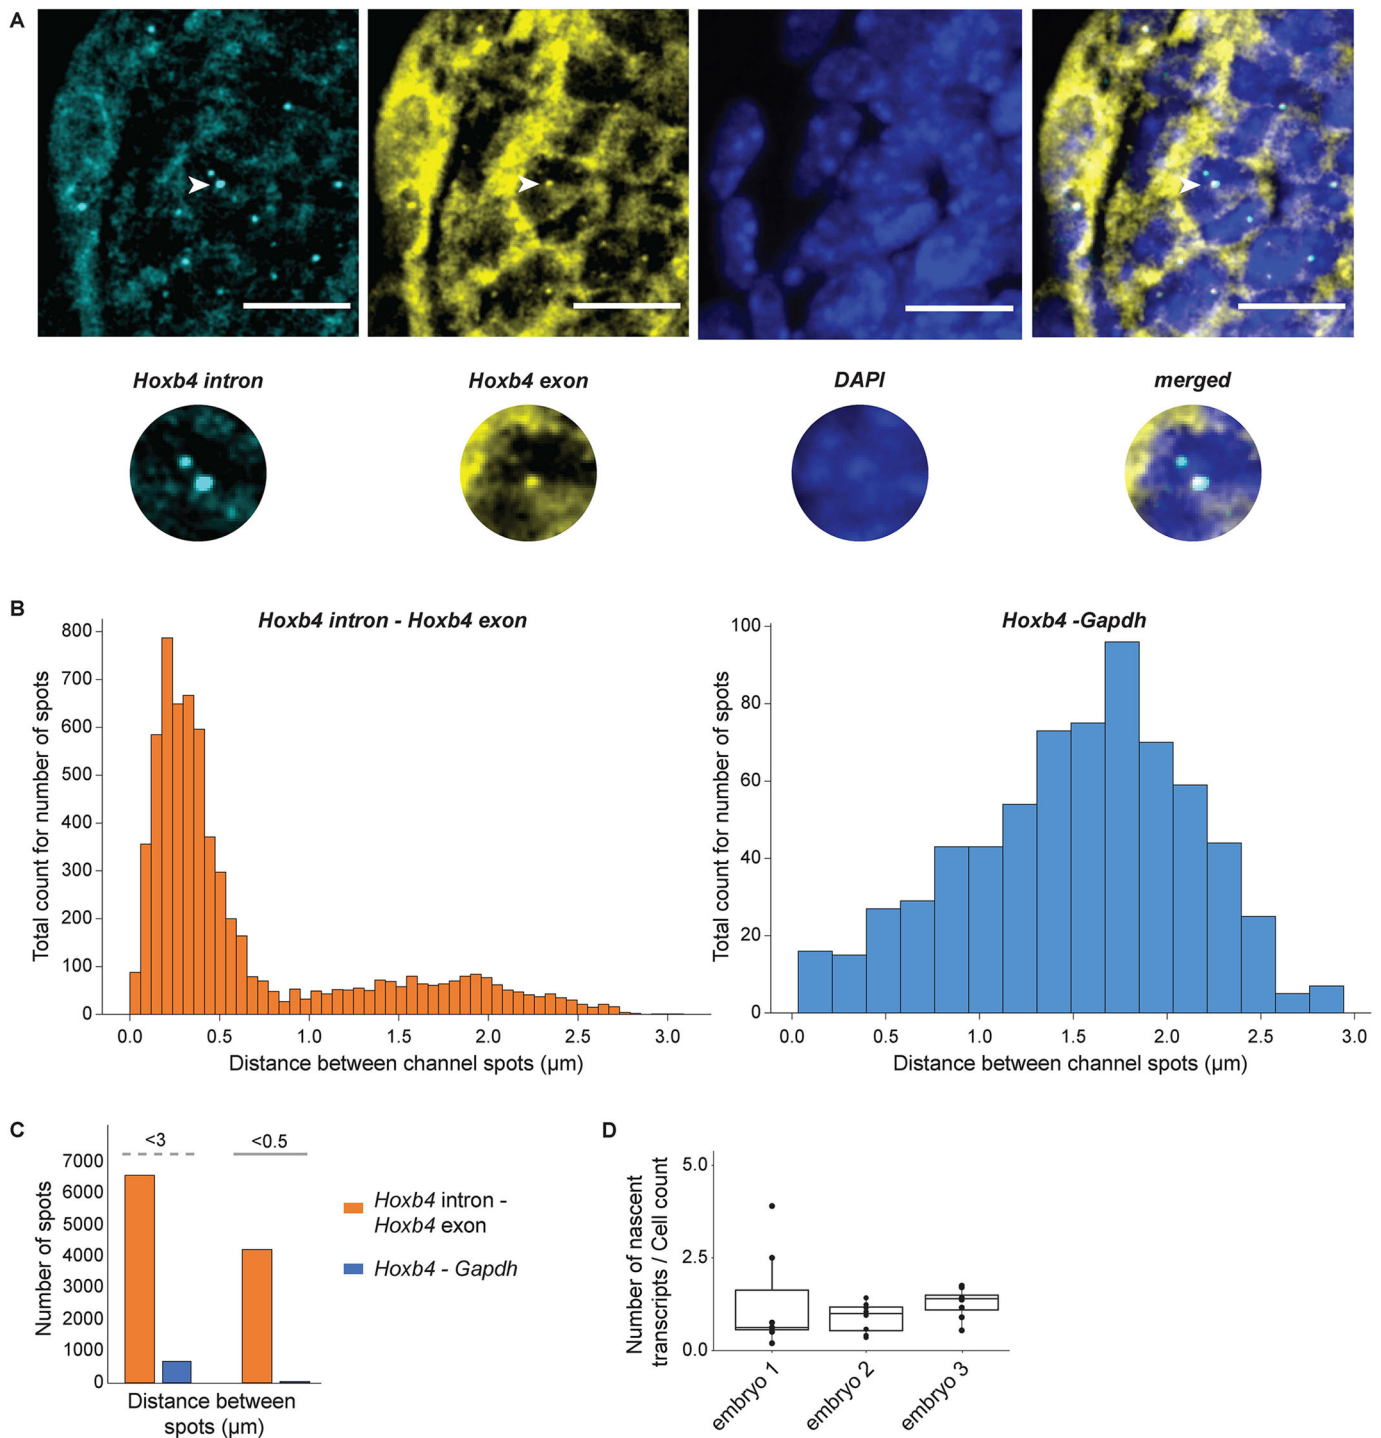 A
Hoxb4 intron
Hoxb4 exon
DAPI
merged
B
Hoxb4 intron - Hoxb4 exon
Total count for number of spots
800
700
600
500
400
300
200
100
0
0.0 0.5 1.0 1.5 2.0 2.5 3.0
Distance between channel spots (µm)
Hoxb4 -Gapdh
Total count for number of spots
100
80
60
40
20
0
0.0 0.5 1.0 1.5 2.0 2.5 3.0
Distance between channel spots (µm)
C
Number of spots
7000
6000
5000
4000
3000
2000
1000
0
<3
<0.5
Distance between
spots (µm)
Hoxb4 intron -
Hoxb4 exon
Hoxb4 - Gapdh
D
Number of nascent
transcripts / Cell count
5.0
2.5
0.0
embryo 1
embryo 2
embryo 3